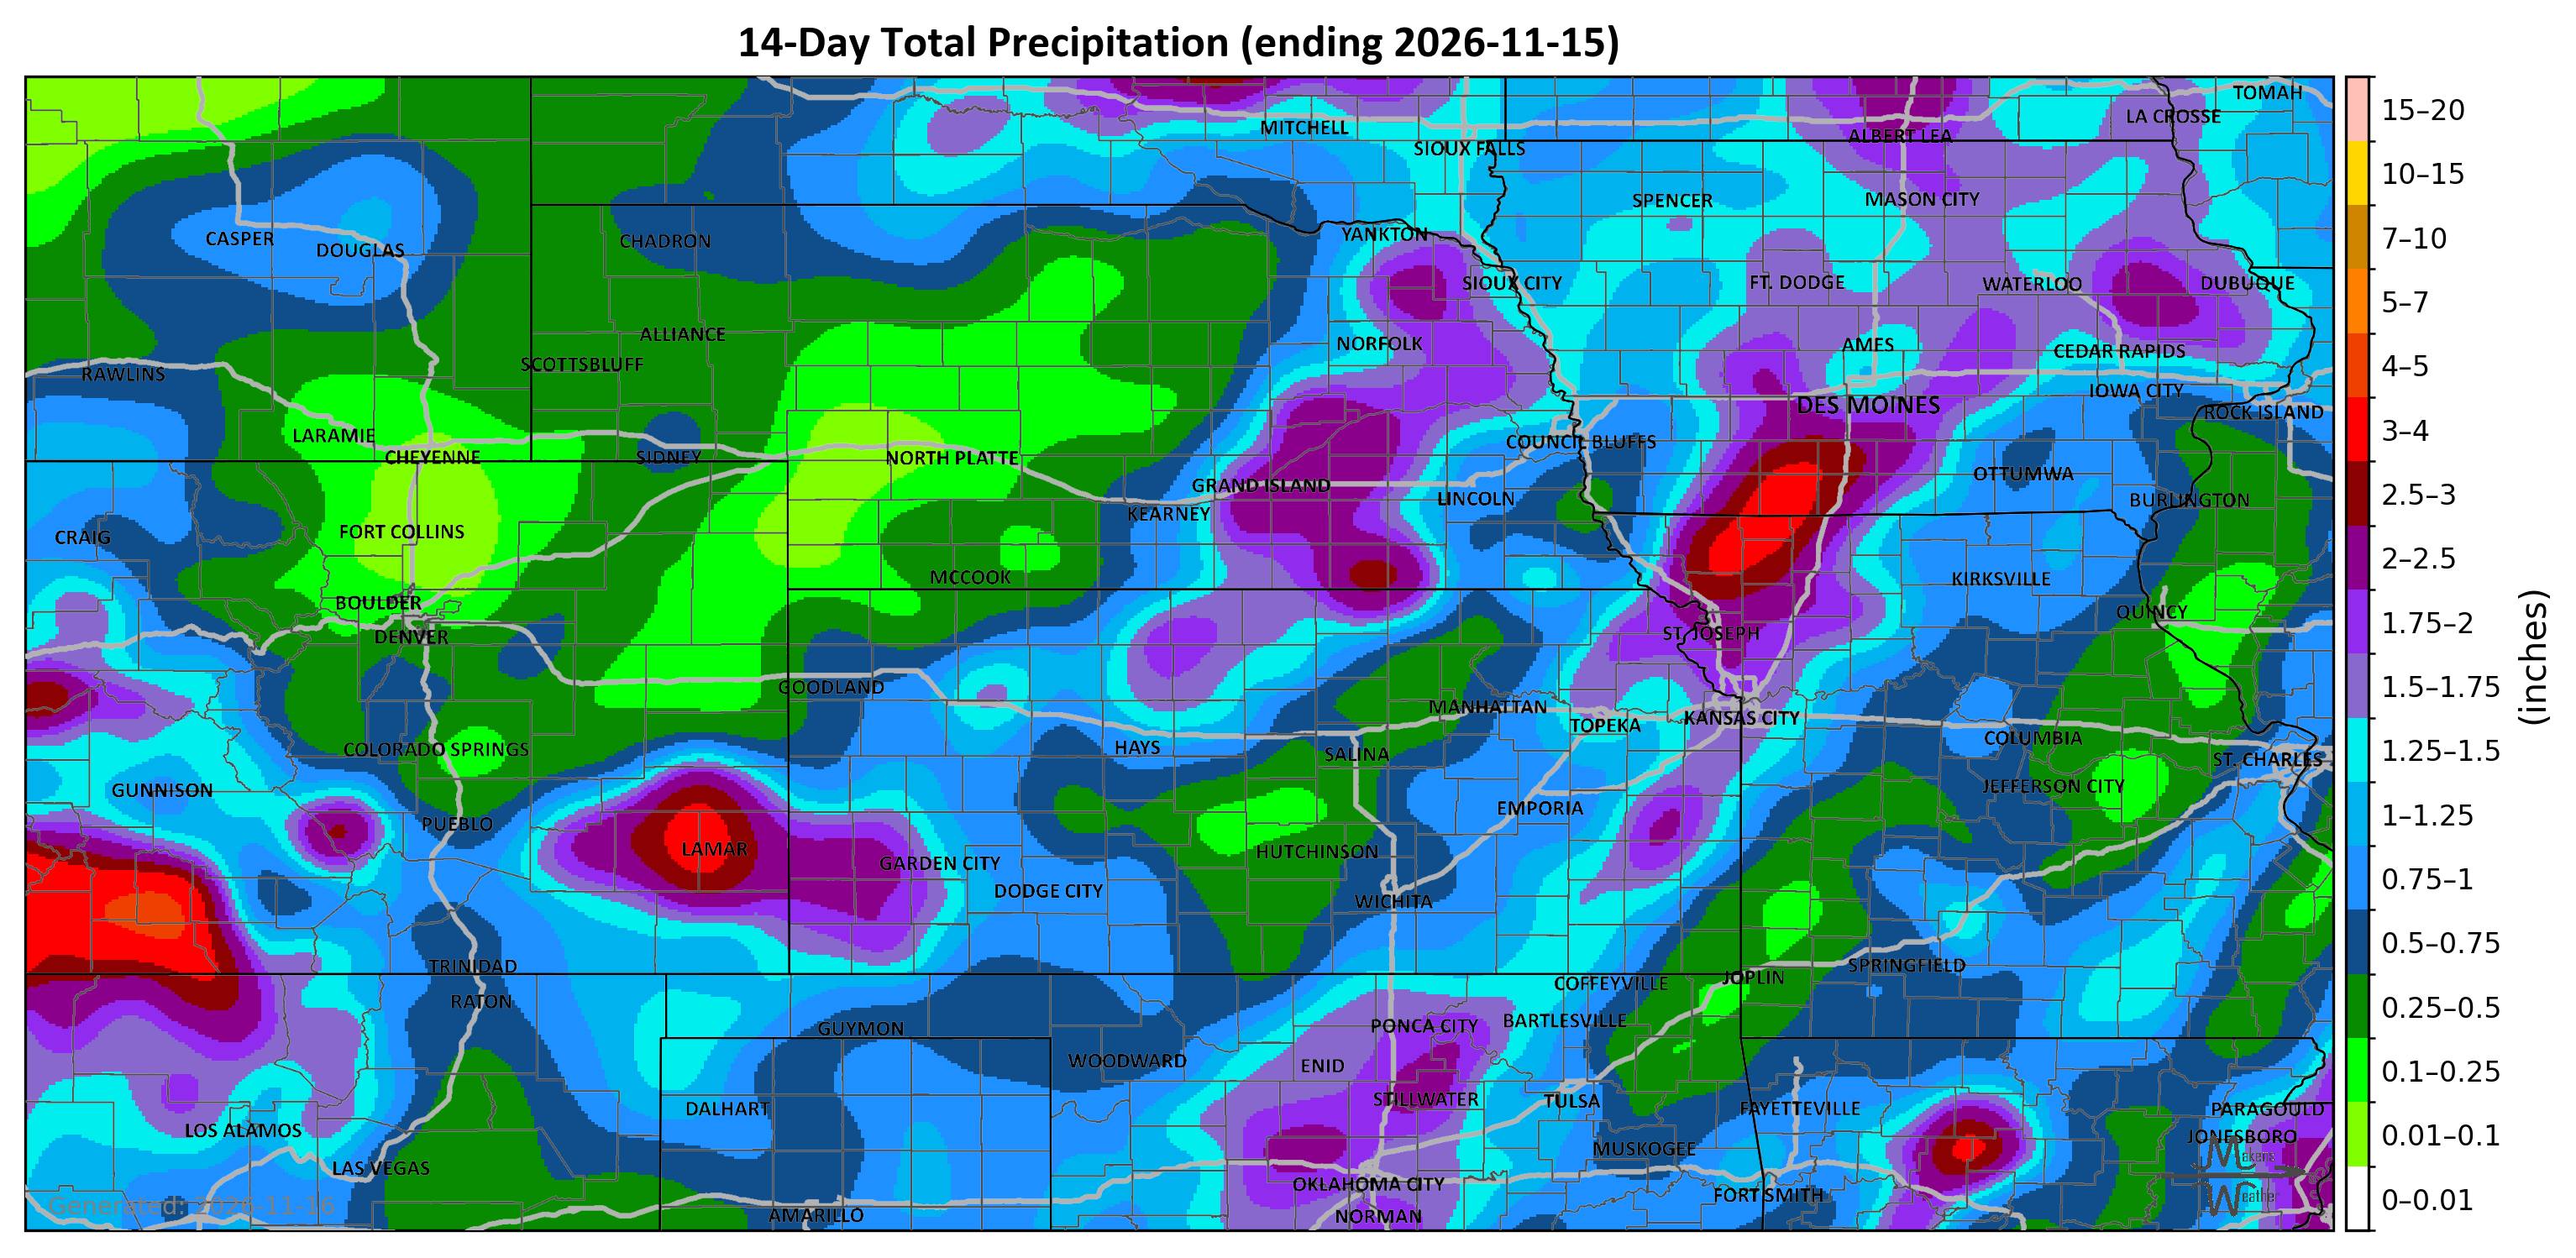 14-Day Total Precipitation (ending 2026-11-15)
TOMAH
LA CROSSE
MITCHELL
ALBERT LEA
SIOUX FALLS
SPENCER
MASON CITY
YANKTON
CASPER
CHADRON
DOUGLAS
SIOUX CITY
FT. DODGE
WATERLOO
DUBUQUE
ALLIANCE
NORFOLK
AMES
CEDAR RAPIDS
SCOTTSBLUFF
RAWLINS
IOWA CITY
DES MOINES
ROCK ISLAND
LARAMIE
COUNCIL BLUFFS
CHEYENNE
SIDNEY
NORTH PLATTE
OTTUMWA
GRAND ISLAND
LINCOLN
BURLINGTON
KEARNEY
FORT COLLINS
CRAIG
MCCOOK
KIRKSVILLE
BOULDER
QUINCY
DENVER
ST. JOSEPH
GOODLAND
MANHATTAN
KANSAS CITY
TOPEKA
COLUMBIA
COLORADO SPRINGS
HAYS
SALINA
ST. CHARLES
GUNNISON
JEFFERSON CITY
EMPORIA
PUEBLO
LAMAR
HUTCHINSON
GARDEN CITY
DODGE CITY
WICHITA
TRINIDAD
SPRINGFIELD
JOPLIN
COFFEYVILLE
RATON
BARTLESVILLE
PONCA CITY
GUYMON
WOODWARD
ENID
STILLWATER
TULSA
DALHART
FAYETTEVILLE
PARAGOULD
LOS ALAMOS
JONESBORO
MUSKOGEE
LAS VEGAS
OKLAHOMA CITY
FORT SMITH
AMARILLO
NORMAN
Generated: 2026-11-16
Makens
Weather
15–20
10–15
7–10
5–7
4–5
3–4
2.5–3
2–2.5
1.75–2
1.5–1.75
1.25–1.5
1–1.25
0.75–1
0.5–0.75
0.25–0.5
0.1–0.25
0.01–0.1
0–0.01
(inches)